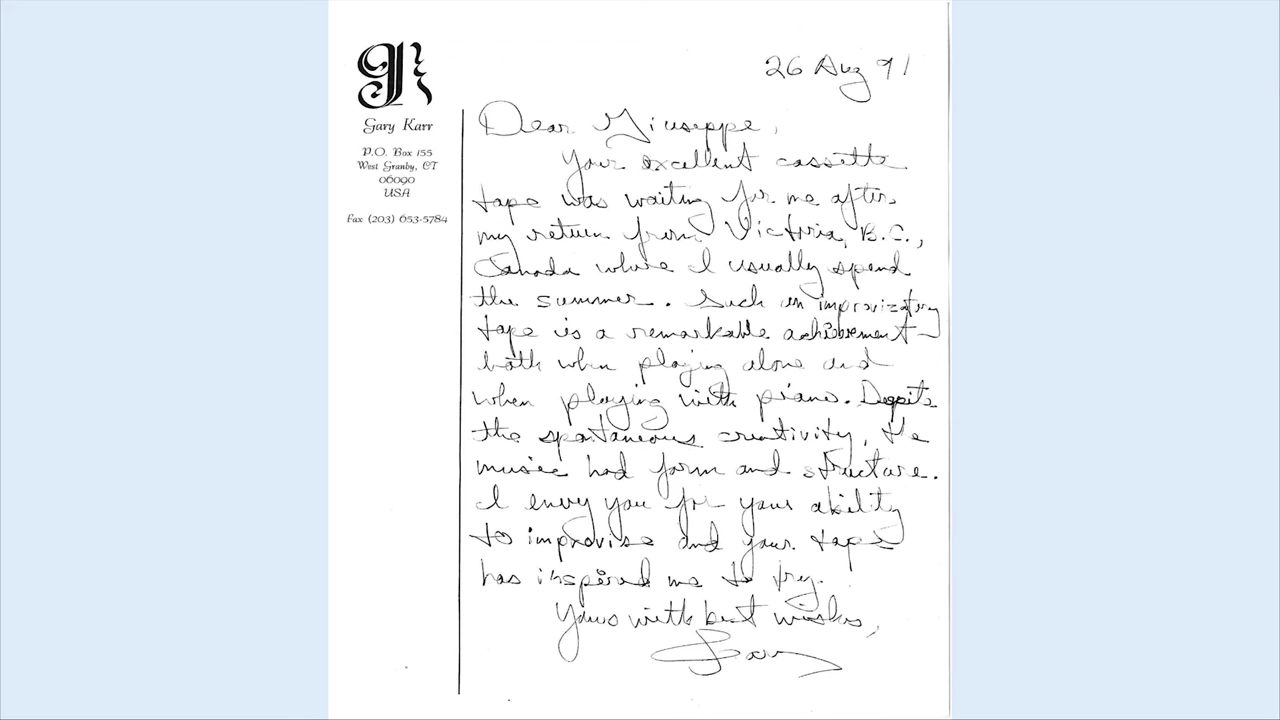 GK
Gary Karr
P.O. Box 155
West Granby, CT
06090
USA
Fax (203) 653-5784
26 Aug 91
Dear Giuseppe,
Your excellent cassette
tape was waiting for me after
my return from Victoria, B.C.,
Canada where I usually spend
the summer. Such an improvizatory
tape is a remarkable achievement -
both when playing alone and
when playing with piano. Despite
the spontaneous creativity, the
music had form and structure.
I envy you for your ability
to improvise and your tape
has inspired me to try.
Yours with best wishes,
Gary